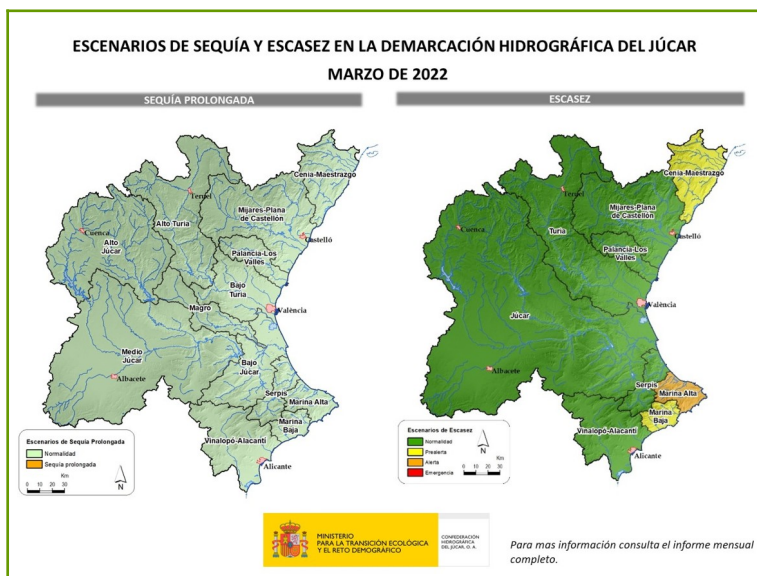 ESCENARIOS DE SEQUÍA Y ESCASEZ EN LA DEMARCACIÓN HIDROGRÁFICA DEL JÚCAR
MARZO DE 2022
SEQUÍA PROLONGADA
Cenia-Maestrazgo
Teruel
Mijares-Plana
de Castellón
Alto Turia
Cuenca
Castelló
Alto
Júcar
Palancia-Los
Valles
Bajo
Turia
Magro
València
Medio
Júcar
Bajo
Júcar
Albacete
Serpis
Marina Alta
Marina
Baja
Vinalopó-Alacantí
Alicante
Escenarios de Sequía Prolongada
Normalidad
Sequía prolongada
Km
0 10 20 30
N
ESCASEZ
Cenia-Maestrazgo
Teruel
Mijares-Plana
de Castellón
Cuenca
Turia
Castelló
Palancia-Los
Valles
València
Júcar
Albacete
Serpis
Marina Alta
Marina
Baja
Vinalopó-Alacantí
Alicante
Escenarios de Escasez
Normalidad
Prealerta
Alerta
Emergencia
Km
0 10 20 30
N
MINISTERIO
PARA LA TRANSICIÓN ECOLÓGICA
Y EL RETO DEMOGRÁFICO
CONFEDERACIÓN
HIDROGRÁFICA
DEL JÚCAR, O. A.
Para mas información consulta el informe mensual
completo.